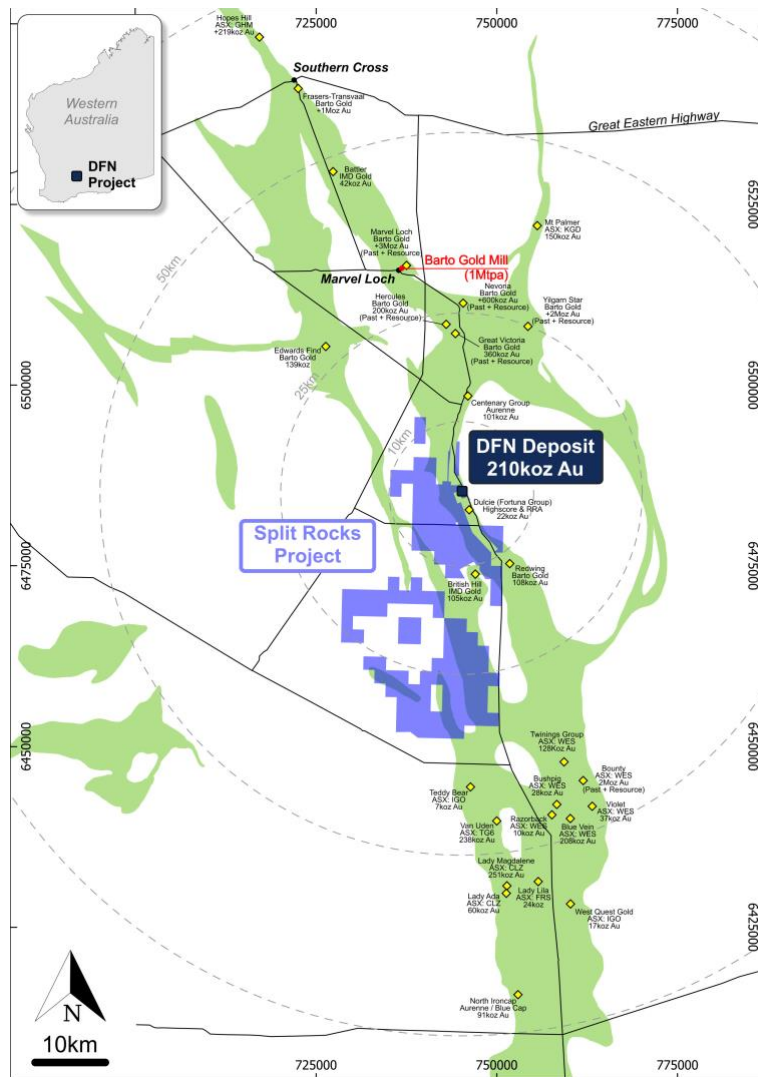 725000
750000
775000
Hopes Hill
ASX: GHM
+219koz Au
Southern Cross
Western
Australia
DFN
Project
Frasers-Transvaal
Barto Gold
+1Moz Au
Great Eastern Highway
Battler
IMD Gold
42koz Au
6525000
Mt Palmer
ASX: KGD
150koz Au
50km
Marvel Loch
Barto Gold
+3Moz Au
(Past + Resource)
Barto Gold Mill
(1Mtpa)
Marvel Loch
Nevoria
Barto Gold
+600koz Au
(Past + Resource)
Yilgarn Star
Barto Gold
+2Moz Au
(Past + Resource)
Hercules
Barto Gold
200koz Au
(Past + Resource)
Great Victoria
Barto Gold
360koz Au
(Past + Resource)
Edwards Find
Barto Gold
139koz
6500000
6500000
25km
Centenary Group
Aurenne
101koz Au
10km
DFN Deposit
210koz Au
Dulcie (Fortuna Group)
Highscore & RRA
22koz Au
Split Rocks
Project
6475000
6475000
Redwing
Barto Gold
108koz Au
British Hill
IMD Gold
105koz Au
6450000
6450000
Twinings Group
ASX: WES
128Koz Au
Bounty
ASX: WES
2Moz Au
(Past + Resource)
Bushpig
ASX: WES
28koz Au
Teddy Bear
ASX: IGO
7koz Au
Violet
ASX: WES
37koz Au
Razorback
ASX: WES
10koz Au
Blue Vein
ASX: WES
208koz Au
Van Uden
ASX: TG6
238koz Au
Lady Magdalene
ASX: CLZ
251koz Au
Lady Ada
ASX: CLZ
60koz Au
Lady Lila
ASX: FRS
24koz
West Quest Gold
ASX: IGO
17koz Au
6425000
North Ironcap
Aurenne / Blue Cap
91koz Au
N
10km
725000
750000
775000